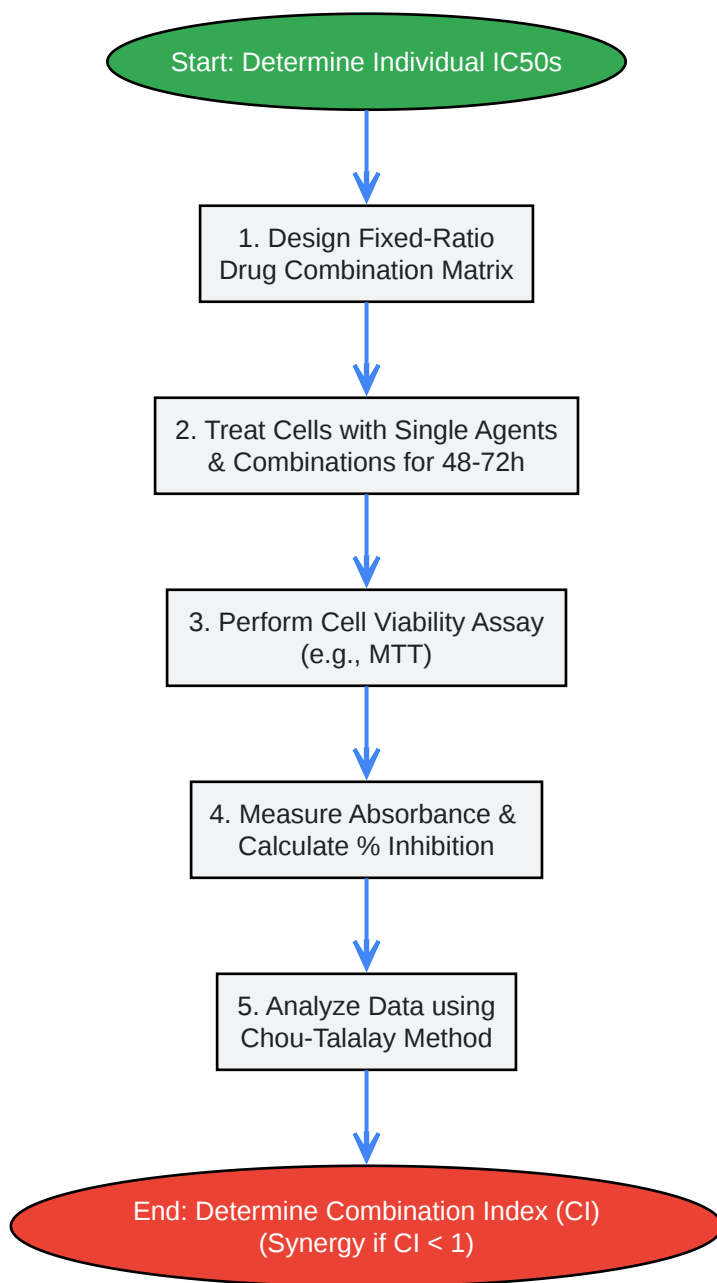 Start: Determine Individual IC50s
1. Design Fixed-Ratio
Drug Combination Matrix
2. Treat Cells with Single Agents
& Combinations for 48-72h
3. Perform Cell Viability Assay
(e.g., MTT)
4. Measure Absorbance &
Calculate % Inhibition
5. Analyze Data using
Chou-Talalay Method
End: Determine Combination Index (CI)
(Synergy if CI < 1)